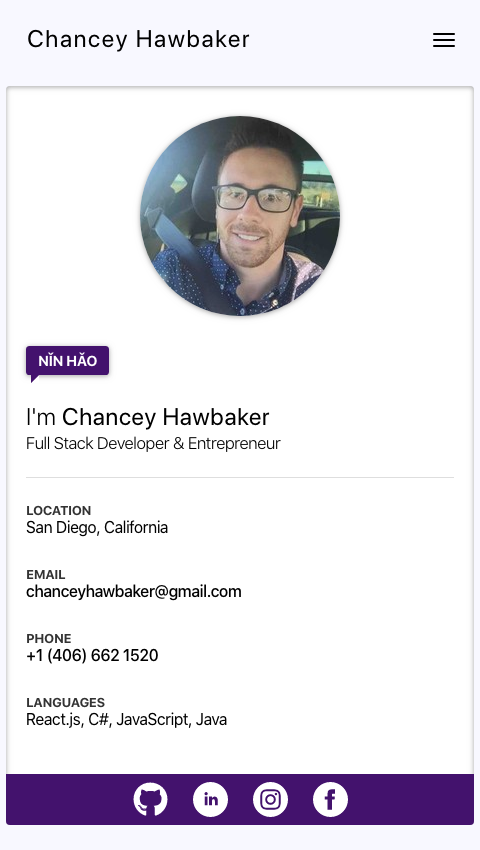 Chancey Hawbaker
NǏN HǍO
I'm Chancey Hawbaker
Full Stack Developer & Entrepreneur
LOCATION
San Diego, California
EMAIL
chanceyhawbaker@gmail.com
PHONE
+1 (406) 662 1520
LANGUAGES
React.js, C#, JavaScript, Java
in
f